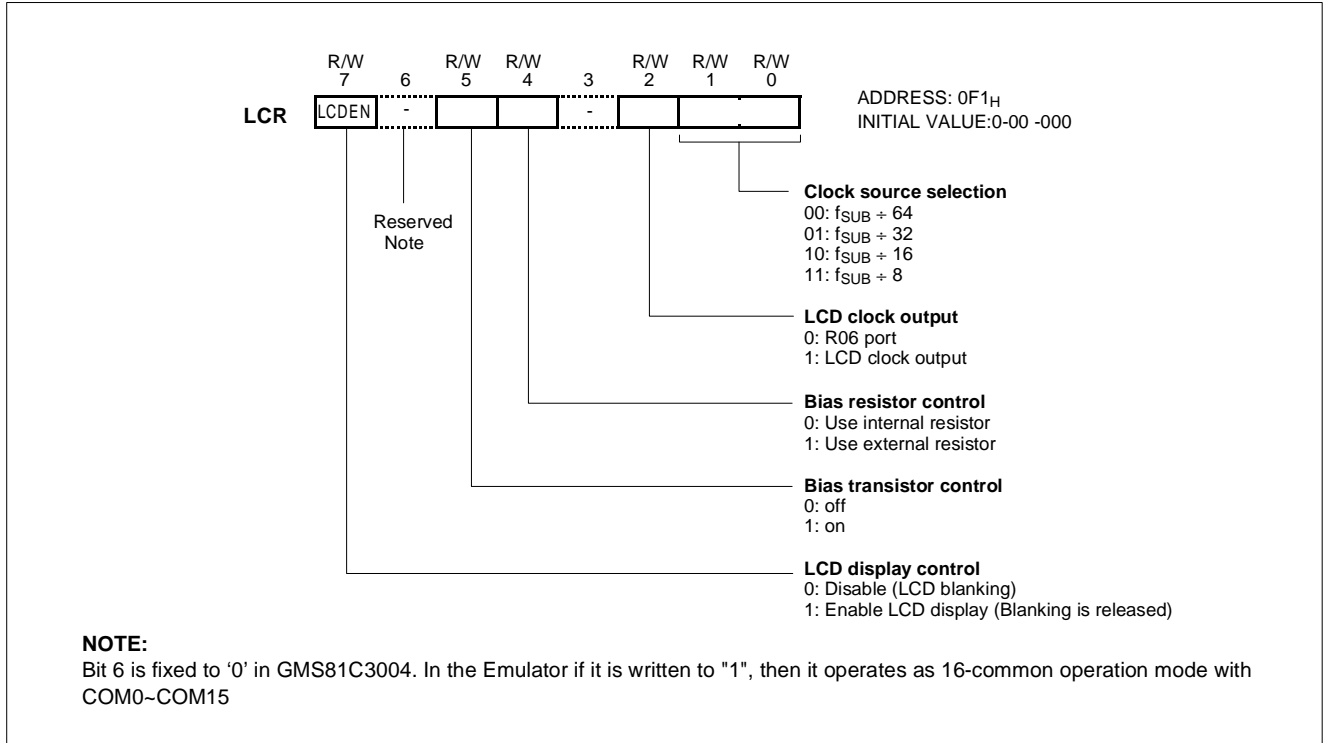 R/W R/W R/W R/W R/W R/W
7 6 5 4 3 2 1 0
LCR LCDEN - - ADDRESS: 0F1H
INITIAL VALUE:0-00 -000
Reserved
Note
Clock source selection
00: fSUB ÷ 64
01: fSUB ÷ 32
10: fSUB ÷ 16
11: fSUB ÷ 8
LCD clock output
0: R06 port
1: LCD clock output
Bias resistor control
0: Use internal resistor
1: Use external resistor
Bias transistor control
0: off
1: on
LCD display control
0: Disable (LCD blanking)
1: Enable LCD display (Blanking is released)
NOTE:
Bit 6 is fixed to ‘0’ in GMS81C3004. In the Emulator if it is written to "1", then it operates as 16-common operation mode with
COM0~COM15